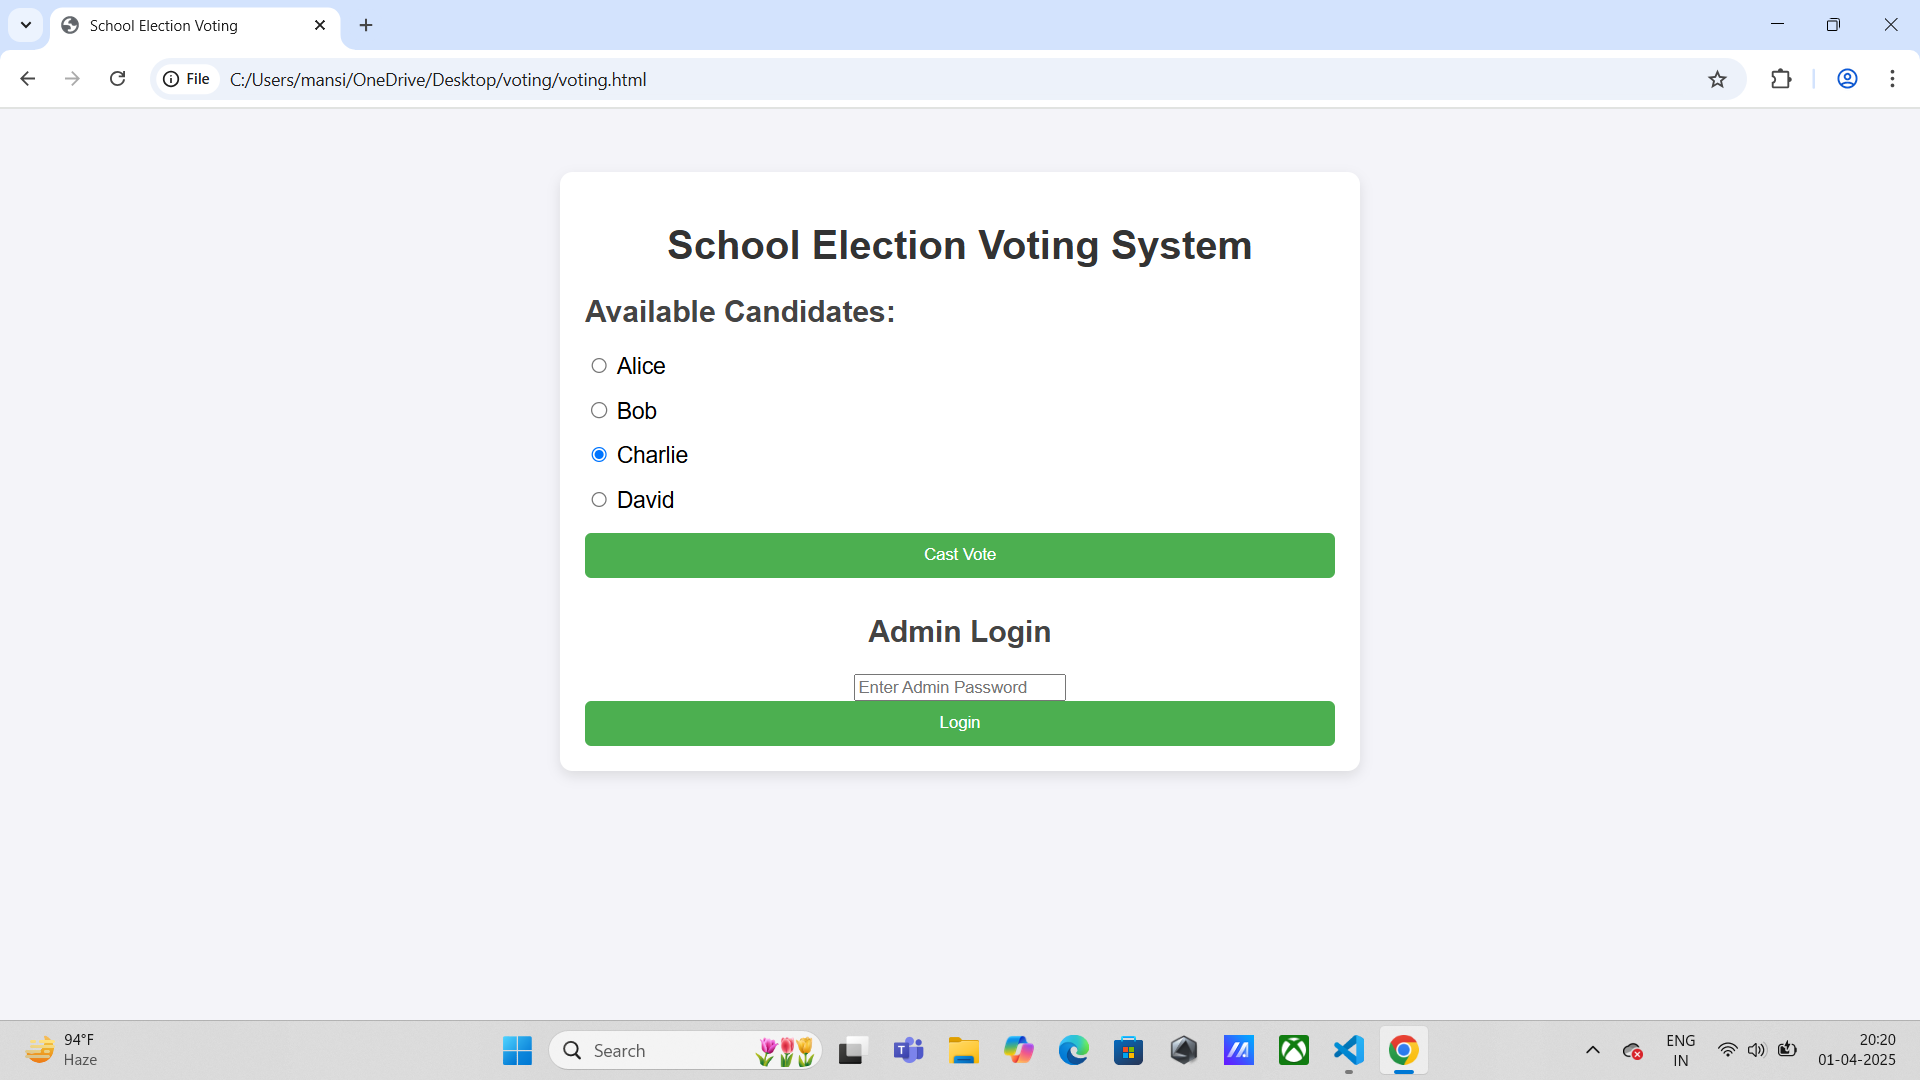 School Election Voting
File
C:/Users/mansi/OneDrive/Desktop/voting/voting.html
School Election Voting System
Available Candidates:
Alice
Bob
Charlie
David
Cast Vote
Admin Login
Enter Admin Password
Login
94°F
Haze
Search
ENG
IN
20:20
01-04-2025